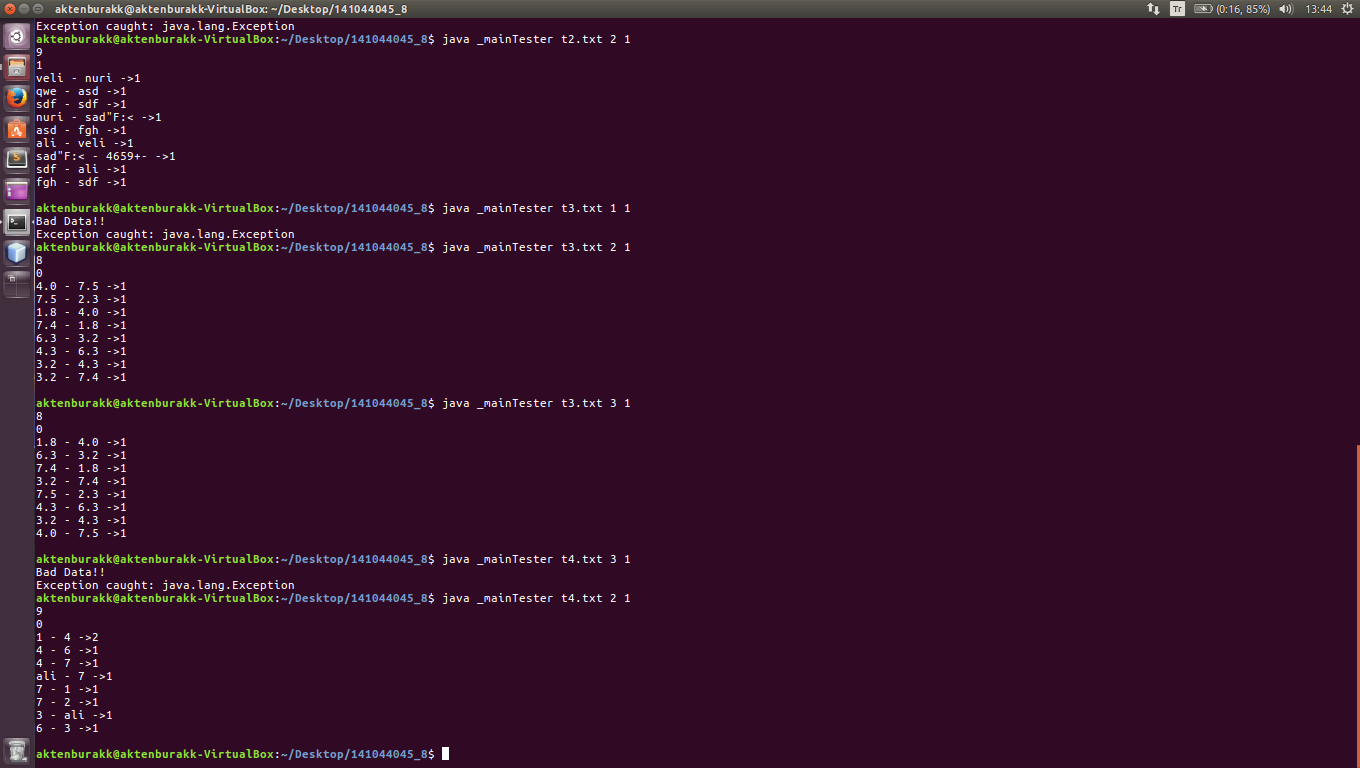 aktenburakk@aktenburakk-VirtualBox: ~/Desktop/141044045_8 Tr (0:16, 85%) 13:44
Exception caught: java.lang.Exception
aktenburakk@aktenburakk-VirtualBox:~/Desktop/141044045_8$ java _mainTester t2.txt 2 1
9
1
veli - nuri ->1
qwe - asd ->1
sdf - sdf ->1
nuri - sad"F:< ->1
asd - fgh ->1
ali - veli ->1
sad"F:< - 4659+- ->1
sdf - ali ->1
fgh - sdf ->1
aktenburakk@aktenburakk-VirtualBox:~/Desktop/141044045_8$ java _mainTester t3.txt 1 1
Bad Data!!
Exception caught: java.lang.Exception
aktenburakk@aktenburakk-VirtualBox:~/Desktop/141044045_8$ java _mainTester t3.txt 2 1
8
0
4.0 - 7.5 ->1
7.5 - 2.3 ->1
1.8 - 4.0 ->1
7.4 - 1.8 ->1
6.3 - 3.2 ->1
4.3 - 6.3 ->1
3.2 - 4.3 ->1
3.2 - 7.4 ->1
aktenburakk@aktenburakk-VirtualBox:~/Desktop/141044045_8$ java _mainTester t3.txt 3 1
8
0
1.8 - 4.0 ->1
6.3 - 3.2 ->1
7.4 - 1.8 ->1
3.2 - 7.4 ->1
7.5 - 2.3 ->1
4.3 - 6.3 ->1
3.2 - 4.3 ->1
4.0 - 7.5 ->1
aktenburakk@aktenburakk-VirtualBox:~/Desktop/141044045_8$ java _mainTester t4.txt 3 1
Bad Data!!
Exception caught: java.lang.Exception
aktenburakk@aktenburakk-VirtualBox:~/Desktop/141044045_8$ java _mainTester t4.txt 2 1
9
0
1 - 4 ->2
4 - 6 ->1
4 - 7 ->1
ali - 7 ->1
7 - 1 ->1
7 - 2 ->1
3 - ali ->1
6 - 3 ->1
aktenburakk@aktenburakk-VirtualBox:~/Desktop/141044045_8$